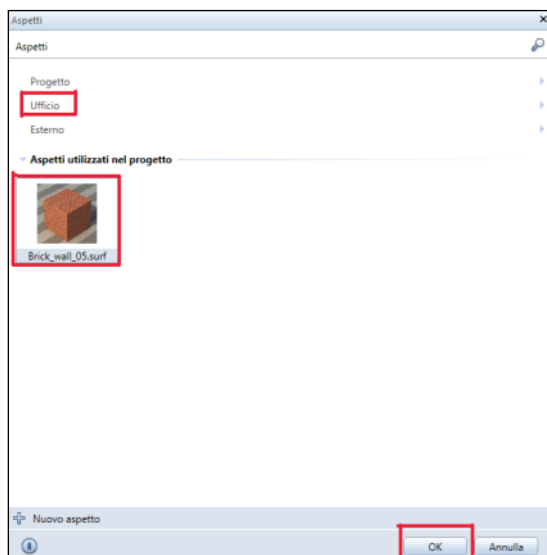 Aspetti
Aspetti
Progetto
Ufficio
Esterno
Aspetti utilizzati nel progetto
Brick_wall_05.surf
Nuovo aspetto
OK
Annulla